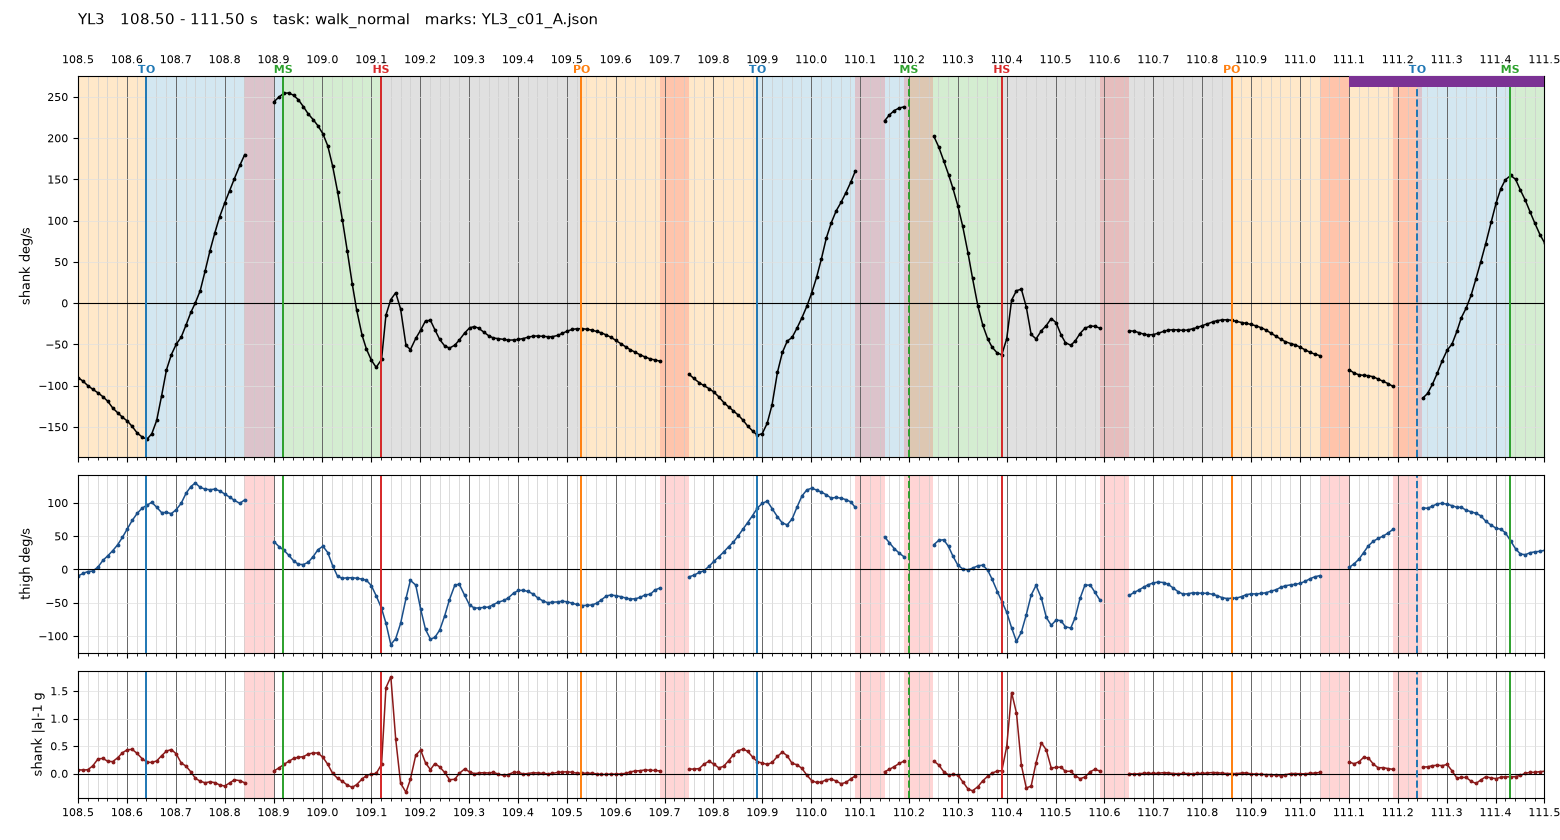 YL3   108.50 - 111.50 s   task: walk_normal   marks: YL3_c01_A.json
108.5 108.6 108.7 108.8 108.9 109.0 109.1 109.2 109.3 109.4 109.5 109.6 109.7 109.8 109.9 110.0 110.1 110.2 110.3 110.4 110.5 110.6 110.7 110.8 110.9 111.0 111.1 111.2 111.3 111.4 111.5
TO MS HS PO TO MS HS PO TO MS
250
200
150
100
50
0
−50
−100
−150
shank deg/s
100
50
0
−50
−100
thigh deg/s
1.5
1.0
0.5
0.0
shank |a|-1 g
108.5 108.6 108.7 108.8 108.9 109.0 109.1 109.2 109.3 109.4 109.5 109.6 109.7 109.8 109.9 110.0 110.1 110.2 110.3 110.4 110.5 110.6 110.7 110.8 110.9 111.0 111.1 111.2 111.3 111.4 111.5